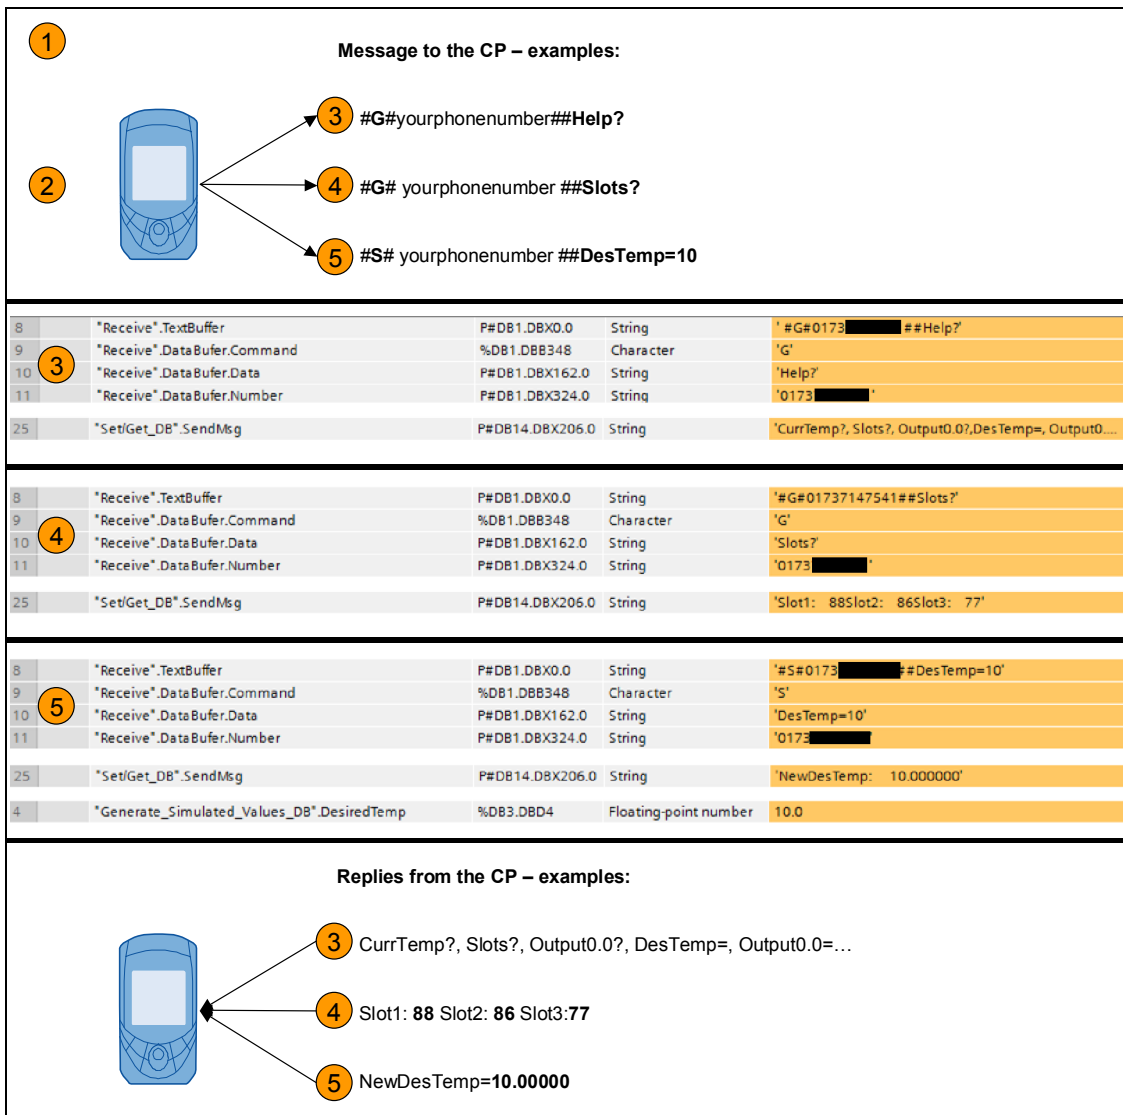 1
Message to the CP – examples:
3 #G#yourphonenumber##Help?
2
4 #G# yourphonenumber ##Slots?
5 #S# yourphonenumber ##DesTemp=10
8 "Receive".TextBuffer P#DB1.DBX0.0 String ' #G#0173 ##Help?'
9 "Receive".DataBufer.Command %DB1.DBB348 Character 'G'
3
10 "Receive".DataBufer.Data P#DB1.DBX162.0 String 'Help?'
11 "Receive".DataBufer.Number P#DB1.DBX324.0 String '0173 '
25 "Set/Get_DB".SendMsg P#DB14.DBX206.0 String 'CurrTemp?, Slots?, Output0.0?,DesTemp=, Output0....
8 "Receive".TextBuffer P#DB1.DBX0.0 String '#G#01737147541##Slots?'
9 "Receive".DataBufer.Command %DB1.DBB348 Character 'G'
4
10 "Receive".DataBufer.Data P#DB1.DBX162.0 String 'Slots?'
11 "Receive".DataBufer.Number P#DB1.DBX324.0 String '0173 '
25 "Set/Get_DB".SendMsg P#DB14.DBX206.0 String 'Slot1: 88Slot2: 86Slot3: 77'
8 "Receive".TextBuffer P#DB1.DBX0.0 String '#S#0173 ##DesTemp=10'
9 "Receive".DataBufer.Command %DB1.DBB348 Character 'S'
5
10 "Receive".DataBufer.Data P#DB1.DBX162.0 String 'DesTemp=10'
11 "Receive".DataBufer.Number P#DB1.DBX324.0 String '0173 '
25 "Set/Get_DB".SendMsg P#DB14.DBX206.0 String 'NewDesTemp: 10.000000'
4 "Generate_Simulated_Values_DB".DesiredTemp %DB3.DBD4 Floating-point number 10.0
Replies from the CP – examples:
3 CurrTemp?, Slots?, Output0.0?, DesTemp=, Output0.0=…
4 Slot1: 88 Slot2: 86 Slot3:77
5 NewDesTemp=10.00000